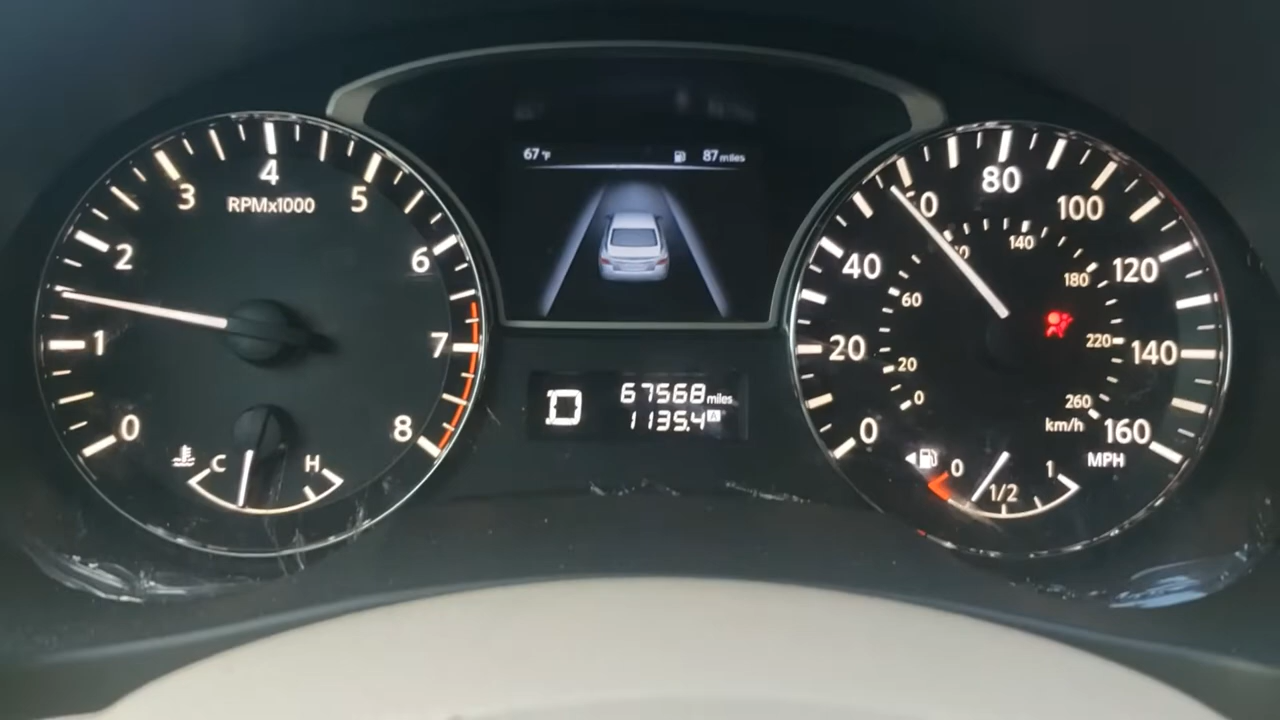 67°F 87 miles
0 1 2 3 4 5 6 7 8
RPMx1000
C H
D 67568 miles
1135.4 A
0 20 40 60 80 100 120 140 160
MPH
0 20 60 140 180 220 260
km/h
0 1/2 1